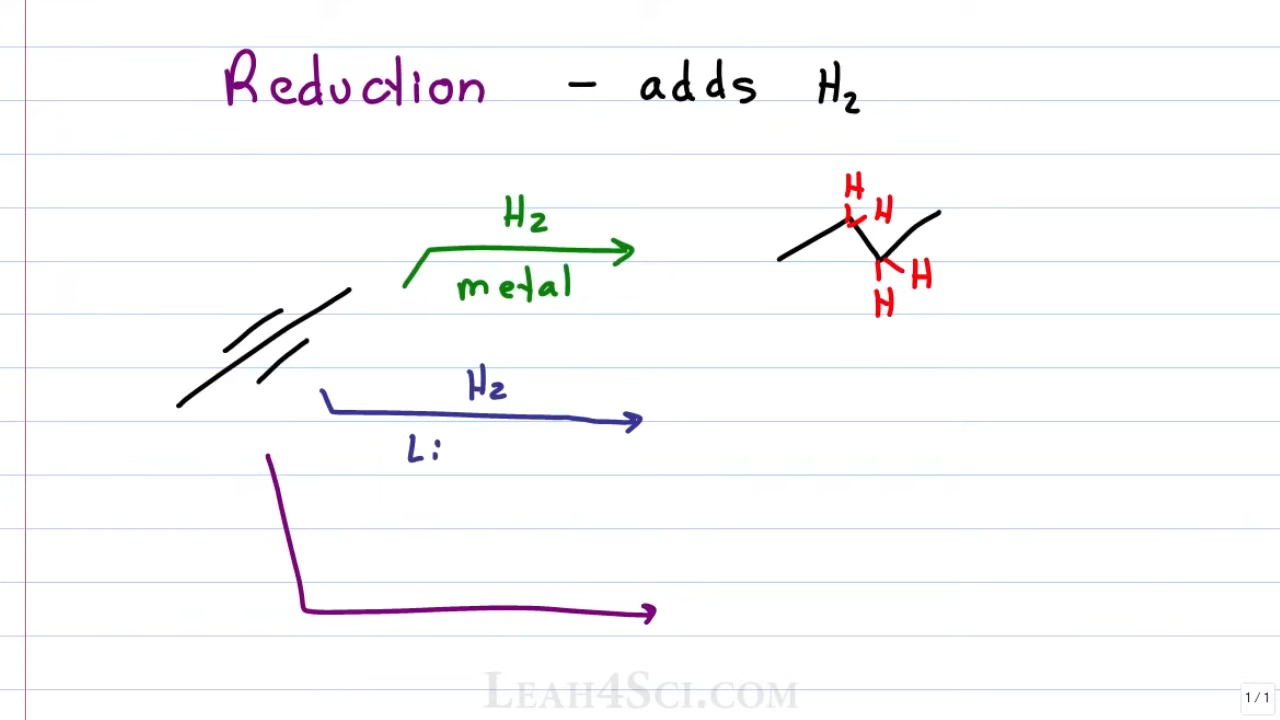 Reduction - adds H₂
H₂
metal
H
H
H
H
H₂
Li
LEAH4SCI.COM
1/1